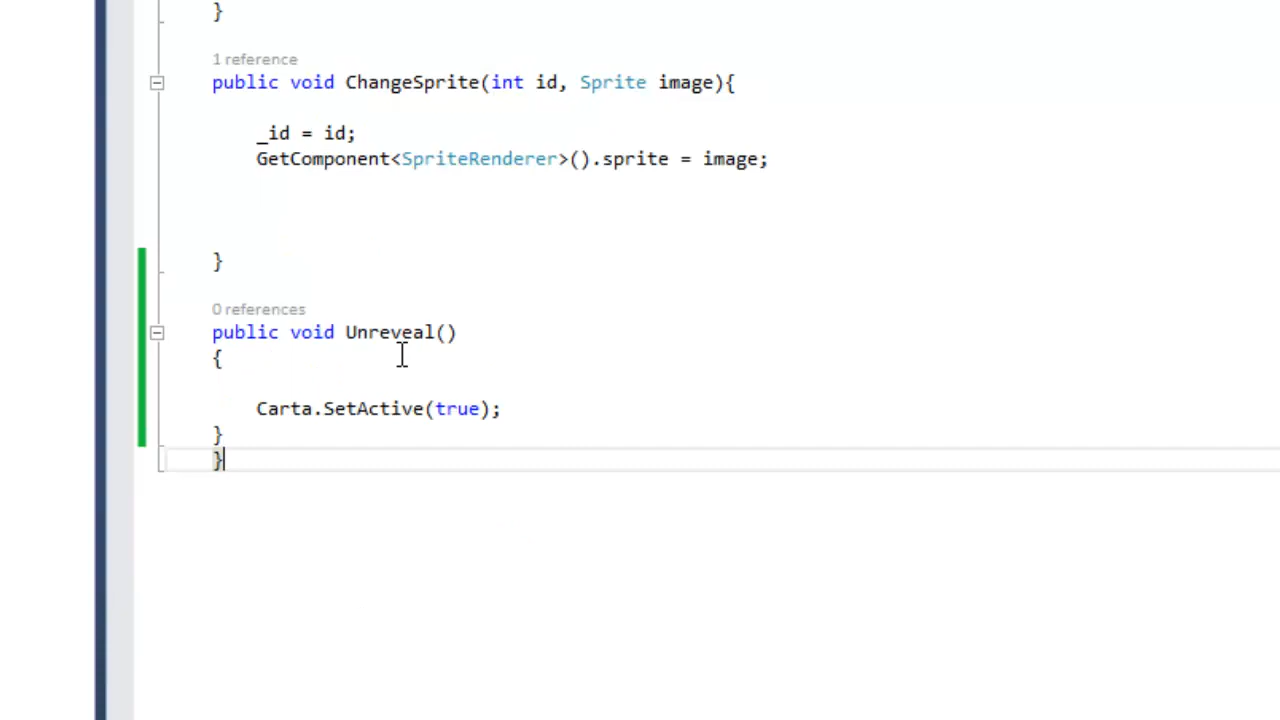 }
1 reference
public void ChangeSprite(int id, Sprite image){
_id = id;
GetComponent<SpriteRenderer>().sprite = image;
}
0 references
public void Unreveal()
{
Carta.SetActive(true);
}
}